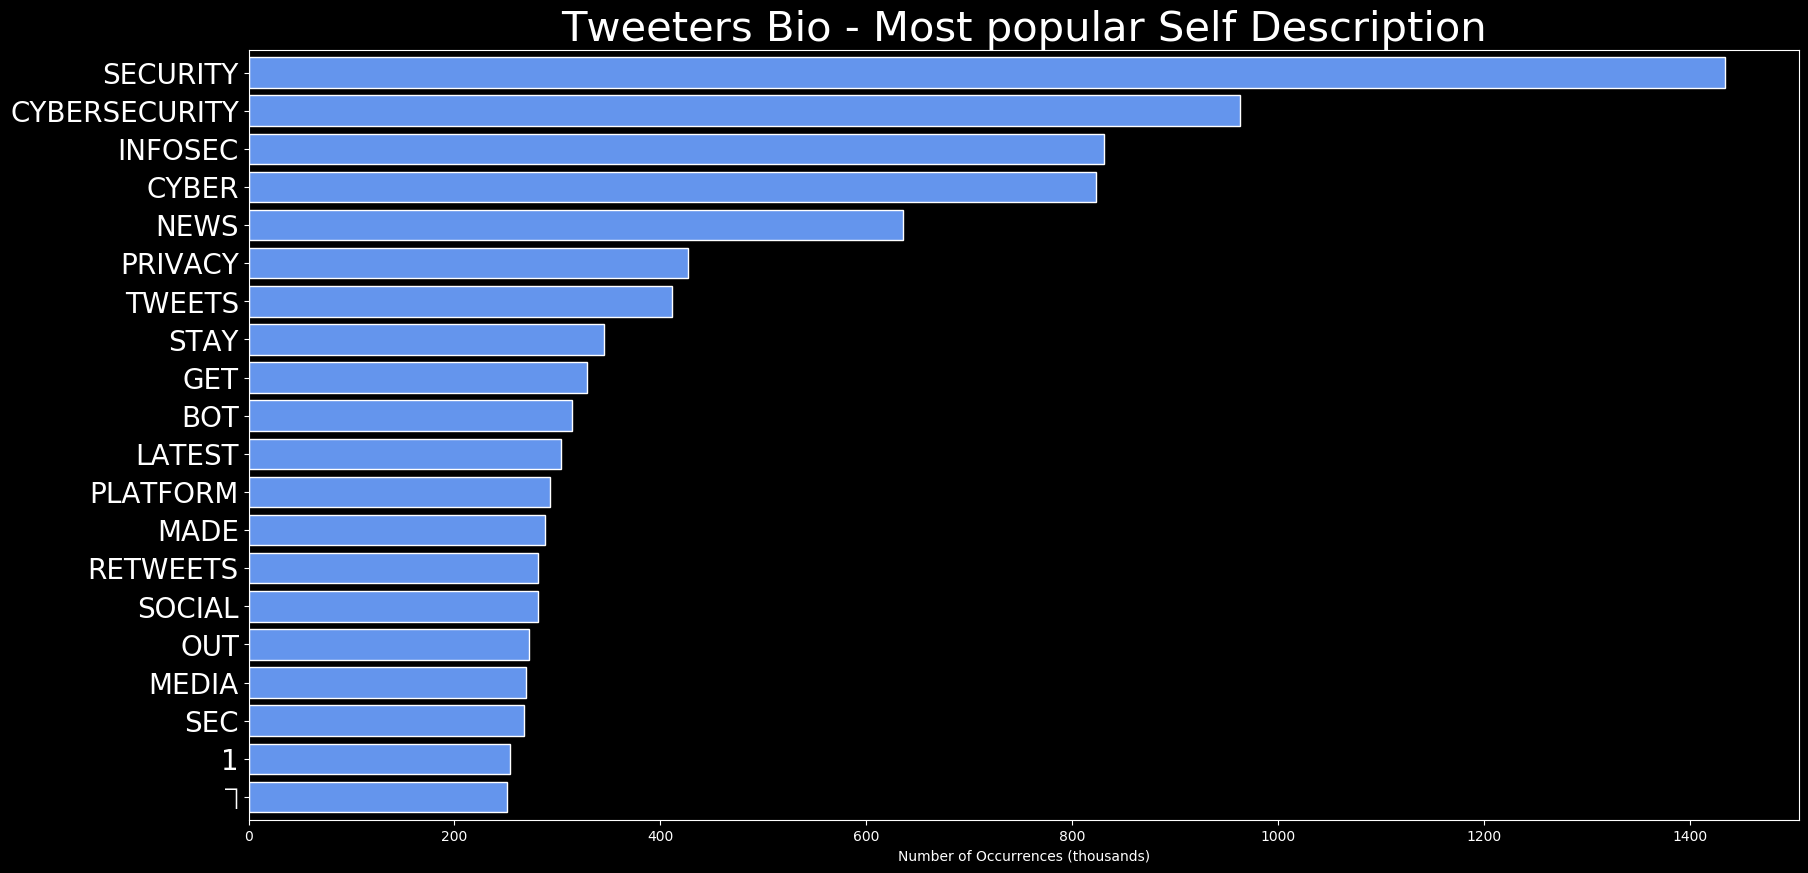 Tweeters Bio - Most popular Self Description
SECURITY
CYBERSECURITY
INFOSEC
CYBER
NEWS
PRIVACY
TWEETS
STAY
GET
BOT
LATEST
PLATFORM
MADE
RETWEETS
SOCIAL
OUT
MEDIA
SEC
1
0 200 400 600 800 1000 1200 1400
Number of Occurrences (thousands)